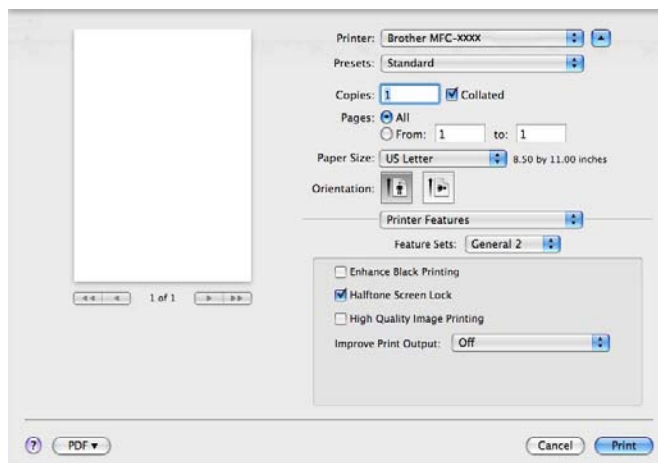 Printer: Brother MFC-XXXX
Presets: Standard
Copies: 1 Collated
Pages: All
From: 1 to: 1
Paper Size: US Letter 8.50 by 11.00 inches
Orientation:
Printer Features
Feature Sets: General 2
Enhance Black Printing
1 of 1
Halftone Screen Lock
High Quality Image Printing
Improve Print Output: Off
? PDF Cancel Print